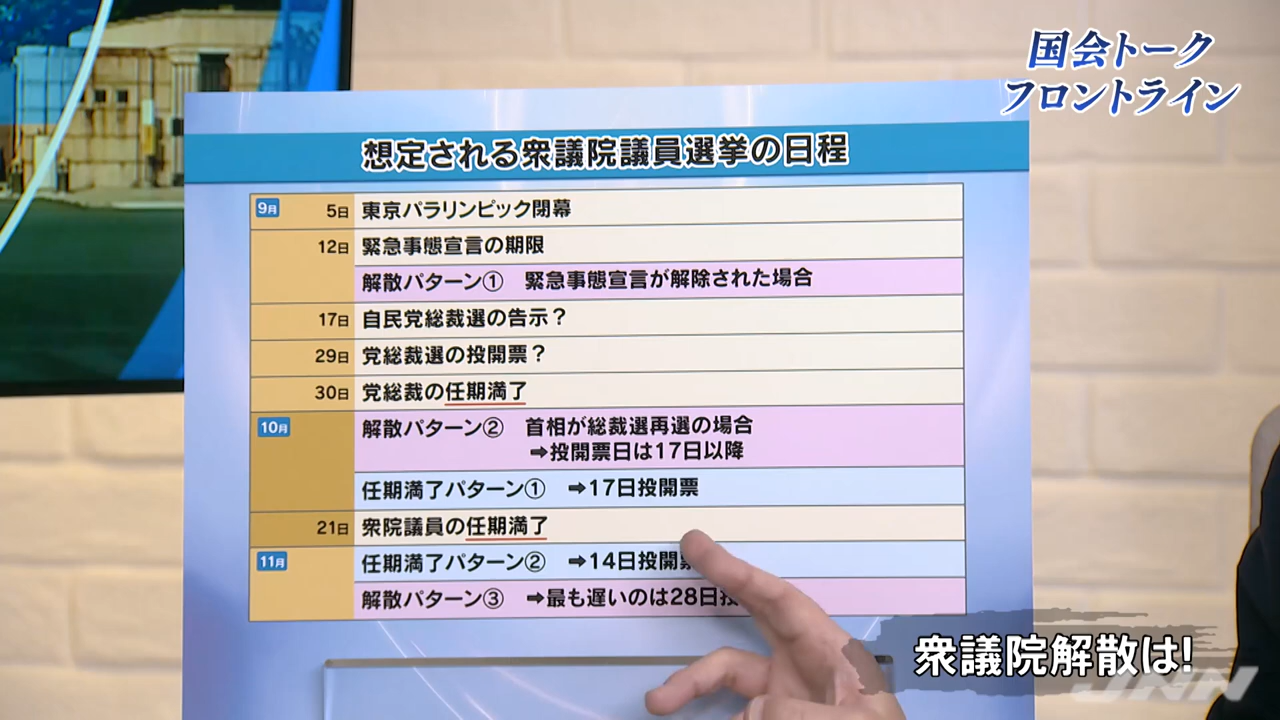 国会トーク
フロントライン
想定される衆議院議員選挙の日程
9月 5日 東京パラリンピック閉幕
12日 緊急事態宣言の期限
解散パターン① 緊急事態宣言が解除された場合
17日 自民党総裁選の告示？
29日 党総裁選の投開票？
30日 党総裁の任期満了
10月 解散パターン② 首相が総裁選再選の場合
⇒投開票日は17日以降
任期満了パターン① ⇒17日投開票
21日 衆院議員の任期満了
11月 任期満了パターン② ⇒14日投開
解散パターン③ ⇒最も遅いのは28日
衆議院解散は!
JNN